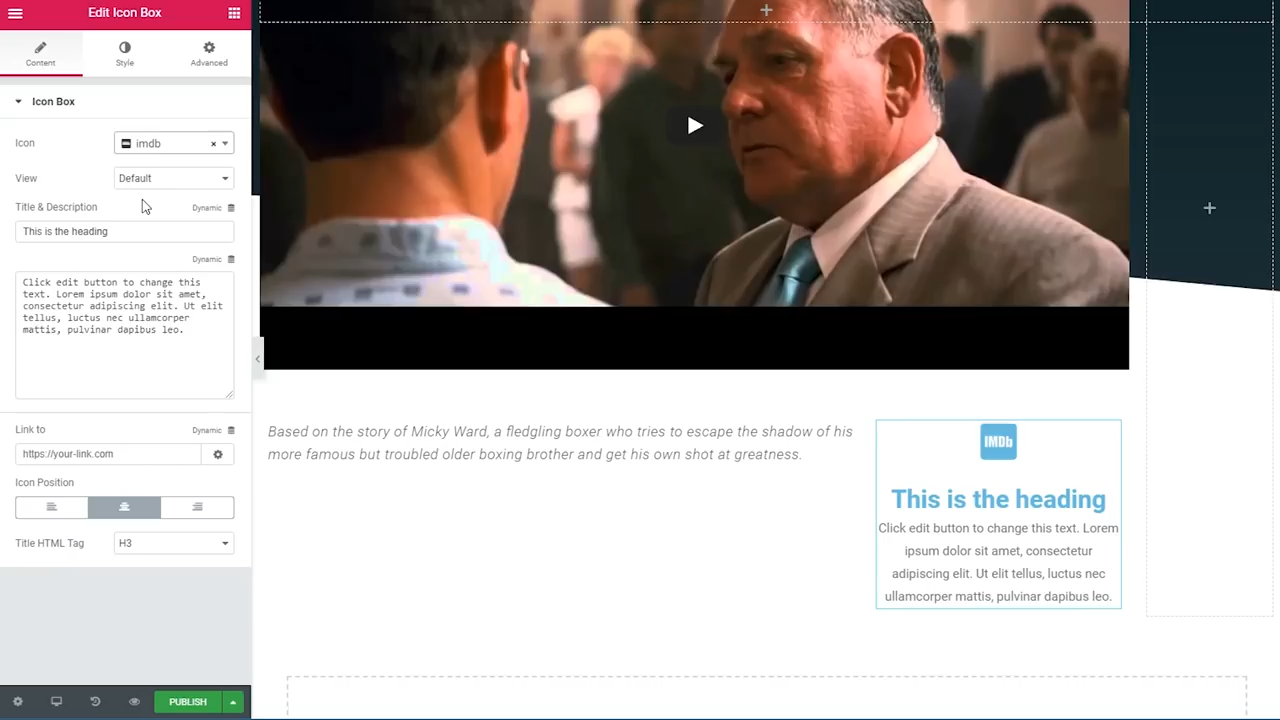 Edit Icon Box
Content
Style
Advanced
Icon Box
Icon
imdb
View
Default
Title & Description
Dynamic
This is the heading
Dynamic
Click edit button to change this
text. Lorem ipsum dolor sit amet,
consectetur adipiscing elit. Ut elit
tellus, luctus nec ullamcorper
mattis, pulvinar dapibus leo.
Link to
Dynamic
https://your-link.com
Icon Position
Title HTML Tag
H3
PUBLISH
Based on the story of Micky Ward, a fledgling boxer who tries to escape the shadow of his
more famous but troubled older boxing brother and get his own shot at greatness.
IMDb
This is the heading
Click edit button to change this text. Lorem
ipsum dolor sit amet, consectetur
adipiscing elit. Ut elit tellus, luctus nec
ullamcorper mattis, pulvinar dapibus leo.